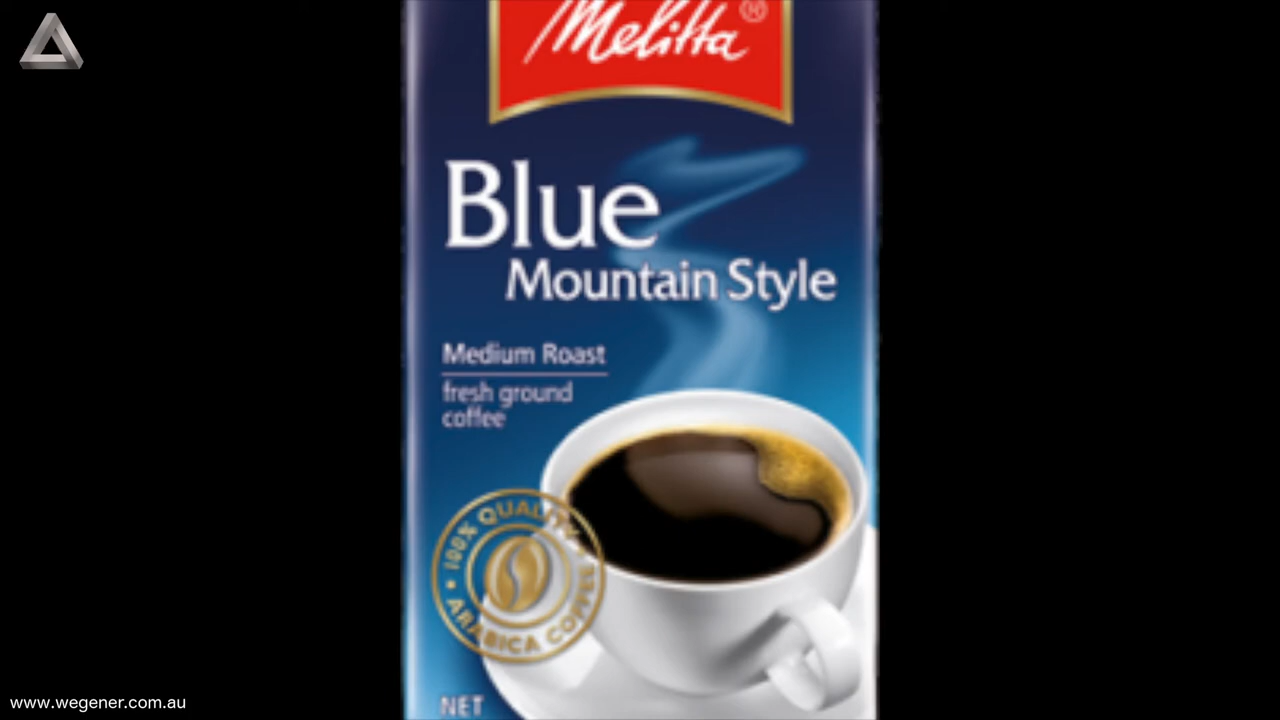 Melitta®
Blue
Mountain Style
Medium Roast
fresh ground
coffee
100% QUALITY
ARABICA COFFEE
NET
www.wegener.com.au